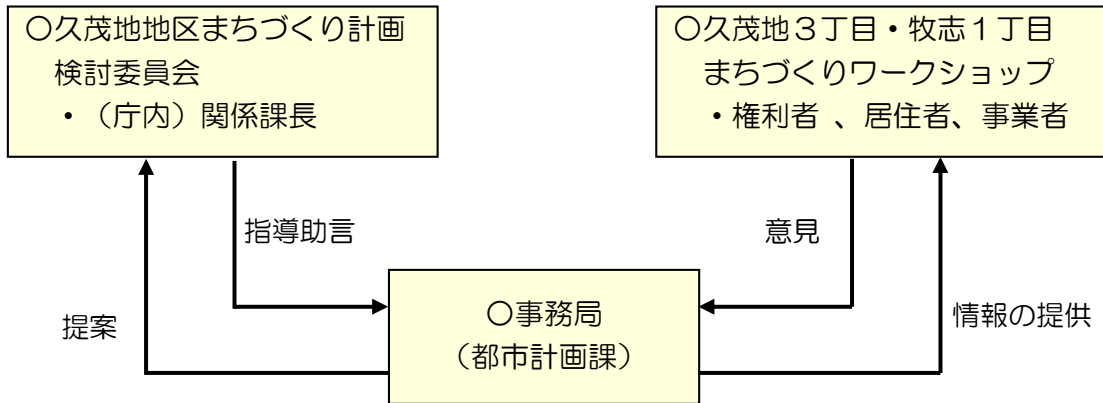 〇久茂地地区まちづくり計画
検討委員会
・（庁内）関係課長
〇久茂地３丁目・牧志１丁目
まちづくりワークショップ
・権利者 、居住者、事業者
指導助言
意見
提案
〇事務局
（都市計画課）
情報の提供